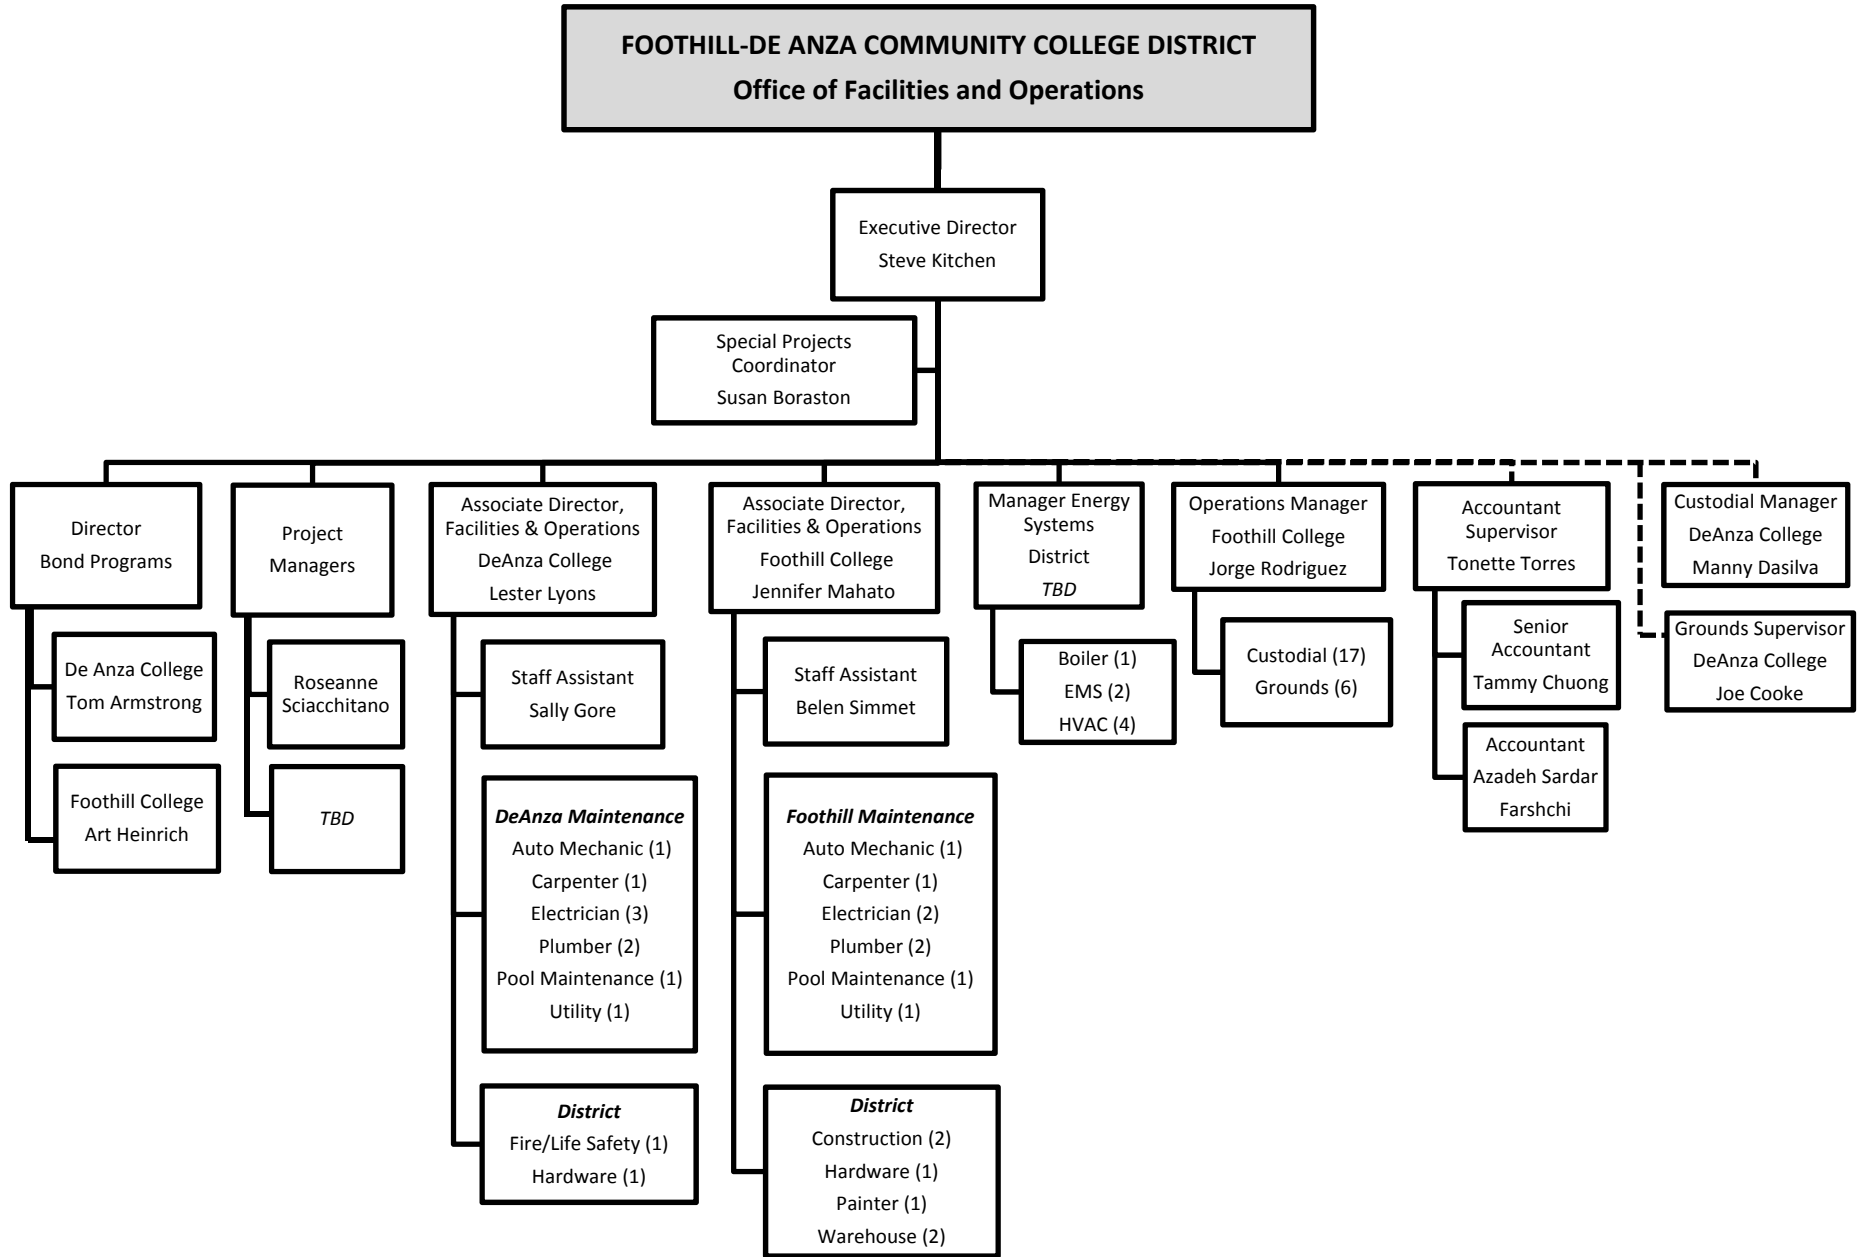 FOOTHILL-DE ANZA COMMUNITY COLLEGE DISTRICT
Office of Facilities and Operations
Executive Director
Steve Kitchen
Special Projects
Coordinator
Susan Boraston
Director
Bond Programs
De Anza College
Tom Armstrong
Foothill College
Art Heinrich
Project
Managers
Roseanne
Sciacchitano
TBD
Associate Director,
Facilities & Operations
DeAnza College
Lester Lyons
Staff Assistant
Sally Gore
DeAnza Maintenance
Auto Mechanic (1)
Carpenter (1)
Electrician (3)
Plumber (2)
Pool Maintenance (1)
Utility (1)
District
Fire/Life Safety (1)
Hardware (1)
Associate Director,
Facilities & Operations
Foothill College
Jennifer Mahato
Staff Assistant
Belen Simmet
Foothill Maintenance
Auto Mechanic (1)
Carpenter (1)
Electrician (2)
Plumber (2)
Pool Maintenance (1)
Utility (1)
District
Construction (2)
Hardware (1)
Painter (1)
Warehouse (2)
Manager Energy
Systems
District
TBD
Boiler (1)
EMS (2)
HVAC (4)
Operations Manager
Foothill College
Jorge Rodriguez
Custodial (17)
Grounds (6)
Accountant
Supervisor
Tonette Torres
Senior
Accountant
Tammy Chuong
Accountant
Azadeh Sardar
Farshchi
Custodial Manager
DeAnza College
Manny Dasilva
Grounds Supervisor
DeAnza College
Joe Cooke